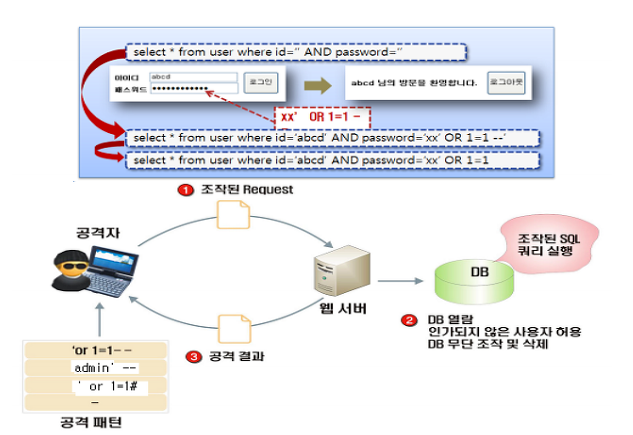 select * from user where id='' AND password=''
아이디 abcd 로그인
패스워드 ••••••••••••
abcd 님의 방문을 환영합니다. 로그아웃
xx' OR 1=1 –
select * from user where id='abcd' AND password='xx' OR 1=1 --'
select * from user where id='abcd' AND password='xx' OR 1=1
1 조작된 Request
공격자
조작된 SQL
쿼리 실행
DB
웹 서버
2 DB 열람
인가되지 않은 사용자 허용
DB 무단 조작 및 삭제
3 공격 결과
'or 1=1- -
admin' --
' or 1=1#
–
공격 패턴